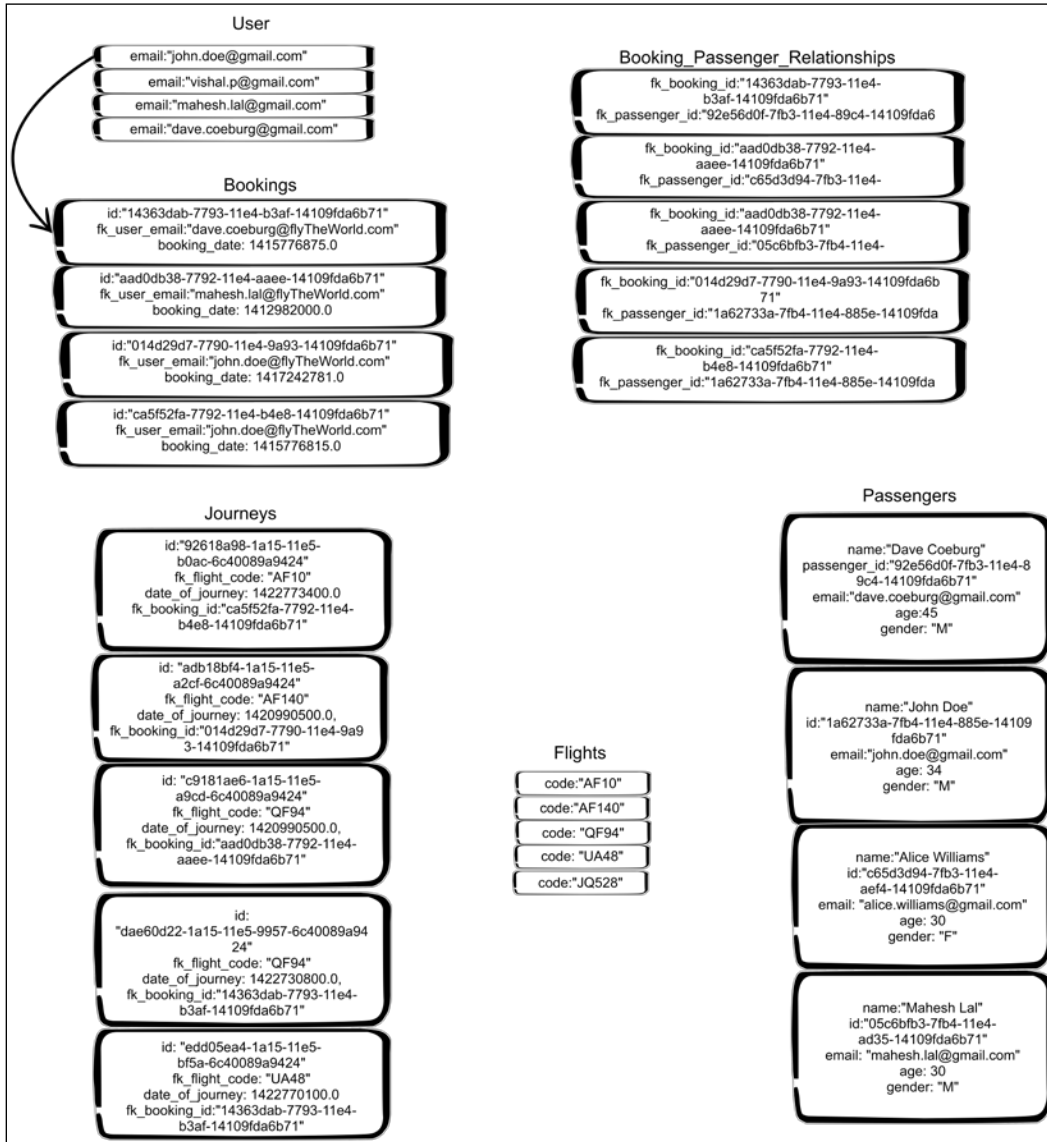 User
email:"john.doe@gmail.com"
email:"vishal.p@gmail.com"
email:"mahesh.lal@gmail.com"
email:"dave.coeburg@gmail.com"
Bookings
id:"14363dab-7793-11e4-b3af-14109fda6b71"
fk_user_email:"dave.coeburg@flyTheWorld.com"
booking_date: 1415776875.0
id:"aad0db38-7792-11e4-aaee-14109fda6b71"
fk_user_email:"mahesh.lal@flyTheWorld.com"
booking_date: 1412982000.0
id:"014d29d7-7790-11e4-9a93-14109fda6b71"
fk_user_email:"john.doe@flyTheWorld.com"
booking_date: 1417242781.0
id:"ca5f52fa-7792-11e4-b4e8-14109fda6b71"
fk_user_email:"john.doe@flyTheWorld.com"
booking_date: 1415776815.0
Booking_Passenger_Relationships
fk_booking_id:"14363dab-7793-11e4-
b3af-14109fda6b71"
fk_passenger_id:"92e56d0f-7fb3-11e4-89c4-14109fda6
fk_booking_id:"aad0db38-7792-11e4-
aaee-14109fda6b71"
fk_passenger_id:"c65d3d94-7fb3-11e4-
fk_booking_id:"aad0db38-7792-11e4-
aaee-14109fda6b71"
fk_passenger_id:"05c6bfb3-7fb4-11e4-
fk_booking_id:"014d29d7-7790-11e4-9a93-14109fda6b
71"
fk_passenger_id:"1a62733a-7fb4-11e4-885e-14109fda
fk_booking_id:"ca5f52fa-7792-11e4-
b4e8-14109fda6b71"
fk_passenger_id:"1a62733a-7fb4-11e4-885e-14109fda
Journeys
id:"92618a98-1a15-11e5-
b0ac-6c40089a9424"
fk_flight_code: "AF10"
date_of_journey: 1422773400.0
fk_booking_id:"ca5f52fa-7792-11e4-
b4e8-14109fda6b71"
id: "adb18bf4-1a15-11e5-
a2cf-6c40089a9424"
fk_flight_code: "AF140"
date_of_journey: 1420990500.0,
fk_booking_id:"014d29d7-7790-11e4-9a9
3-14109fda6b71"
id: "c9181ae6-1a15-11e5-
a9cd-6c40089a9424"
fk_flight_code: "QF94"
date_of_journey: 1420990500.0,
fk_booking_id:"aad0db38-7792-11e4-
aaee-14109fda6b71"
id:
"dae60d22-1a15-11e5-9957-6c40089a94
24"
fk_flight_code: "QF94"
date_of_journey: 1422730800.0,
fk_booking_id:"14363dab-7793-11e4-
b3af-14109fda6b71"
id: "edd05ea4-1a15-11e5-
bf5a-6c40089a9424"
fk_flight_code: "UA48"
date_of_journey: 1422770100.0
fk_booking_id:"14363dab-7793-11e4-
b3af-14109fda6b71"
Flights
code:"AF10"
code:"AF140"
code: "QF94"
code: "UA48"
code:"JQ528"
Passengers
name:"Dave Coeburg"
passenger_id:"92e56d0f-7fb3-11e4-8
9c4-14109fda6b71"
email:"dave.coeburg@gmail.com"
age:45
gender: "M"
name:"John Doe"
id:"1a62733a-7fb4-11e4-885e-14109
fda6b71"
email:"john.doe@gmail.com"
age: 34
gender: "M"
name:"Alice Williams"
id:"c65d3d94-7fb3-11e4-
aef4-14109fda6b71"
email: "alice.williams@gmail.com"
age: 30
gender: "F"
name:"Mahesh Lal"
id:"05c6bfb3-7fb4-11e4-
ad35-14109fda6b71"
email: "mahesh.lal@gmail.com"
age: 30
gender: "M"